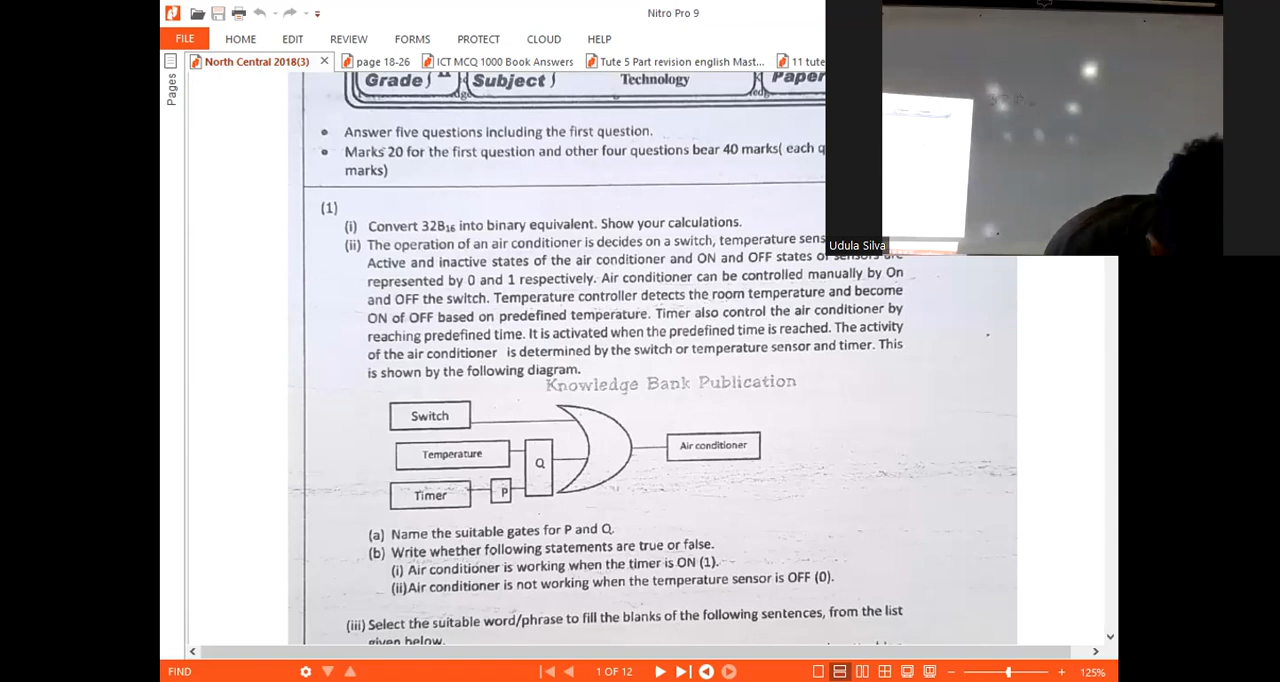 Nitro Pro 9
FILE HOME EDIT REVIEW FORMS PROTECT CLOUD HELP
North Central 2018(3) page 18-26 ICT MCQ 1000 Book Answers Tute 5 Part revision english Mast... 11 tute
Pages
Grade 11 Subject Technology Paper
• Answer five questions including the first question.
• Marks 20 for the first question and other four questions bear 40 marks( each q
marks)
(1)
(i) Convert 32B16 into binary equivalent. Show your calculations.
(ii) The operation of an air conditioner is decides on a switch, temperature sens
Udula Silva
Active and inactive states of the air conditioner and ON and OFF states of sensors are
represented by 0 and 1 respectively. Air conditioner can be controlled manually by On
and OFF the switch. Temperature controller detects the room temperature and become
ON of OFF based on predefined temperature. Timer also control the air conditioner by
reaching predefined time. It is activated when the predefined time is reached. The activity
of the air conditioner is determined by the switch or temperature sensor and timer. This
is shown by the following diagram.
Knowledge Bank Publication
Switch
Temperature
Timer
P
Q
Air conditioner
(a) Name the suitable gates for P and Q.
(b) Write whether following statements are true or false.
(i) Air conditioner is working when the timer is ON (1).
(ii)Air conditioner is not working when the temperature sensor is OFF (0).
(iii) Select the suitable word/phrase to fill the blanks of the following sentences, from the list
given below.
FIND 1 OF 12 125%